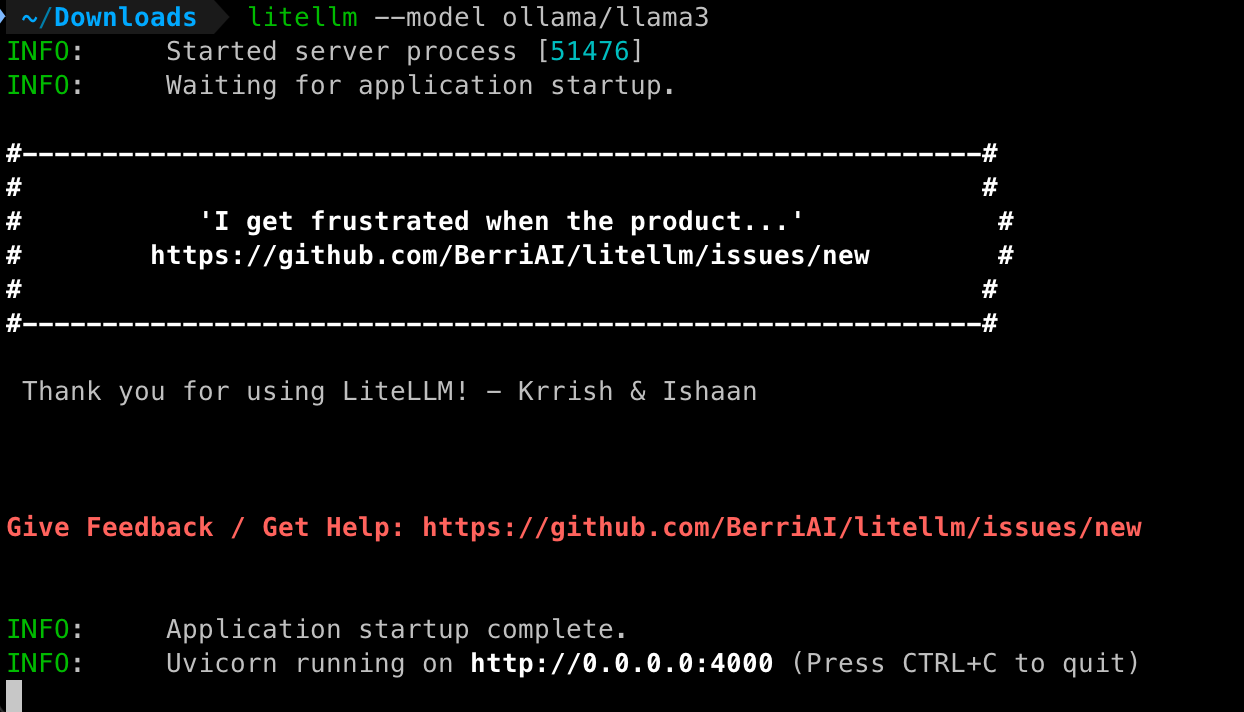 ~/Downloads litellm --model ollama/llama3
INFO:     Started server process [51476]
INFO:     Waiting for application startup.
#------------------------------------------------------------#
#                                                            #
#           'I get frustrated when the product...'             #
#        https://github.com/BerriAI/litellm/issues/new        #
#                                                            #
#------------------------------------------------------------#
 Thank you for using LiteLLM! - Krrish & Ishaan
Give Feedback / Get Help: https://github.com/BerriAI/litellm/issues/new
INFO:     Application startup complete.
INFO:     Uvicorn running on http://0.0.0.0:4000 (Press CTRL+C to quit)